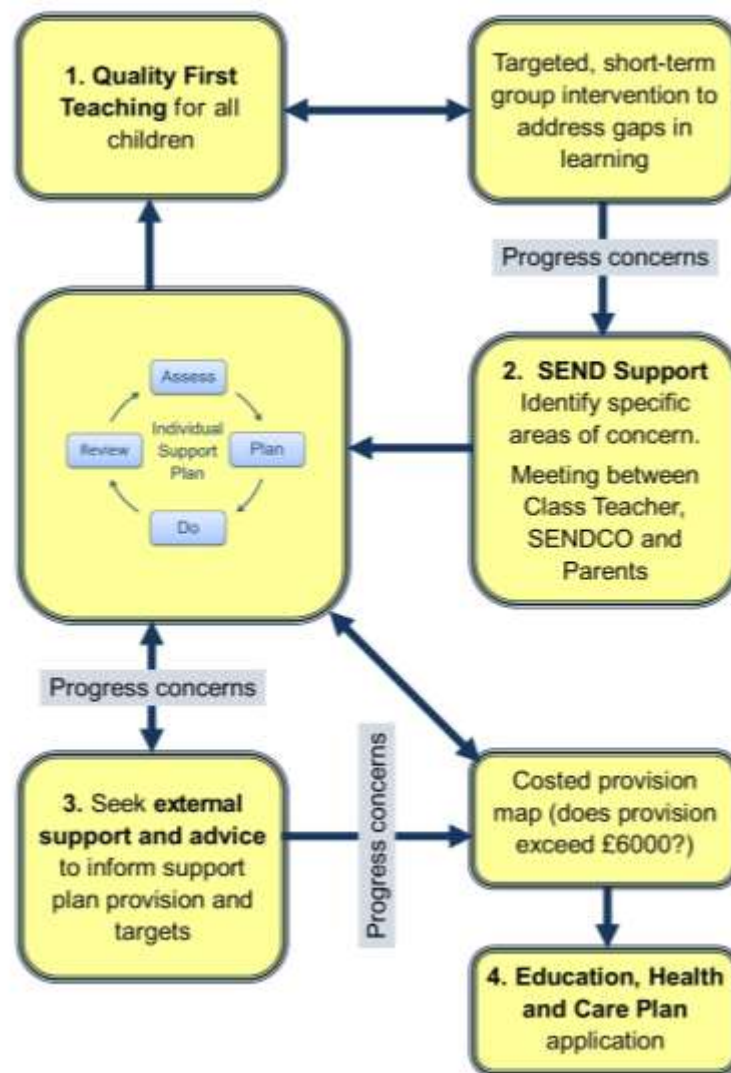 1. Quality First
Teaching for all
children
Targeted, short-term
group intervention to
address gaps in
learning
Progress concerns
2. SEND Support
Identify specific
areas of concern.
Meeting between
Class Teacher,
SENDCO and
Parents
Assess
Review
Individual
Support
Plan
Plan
Do
Progress concerns
3. Seek external
support and advice
to inform support
plan provision and
targets
Progress concerns
Costed provision
map (does provision
exceed £6000?)
4. Education, Health
and Care Plan
application